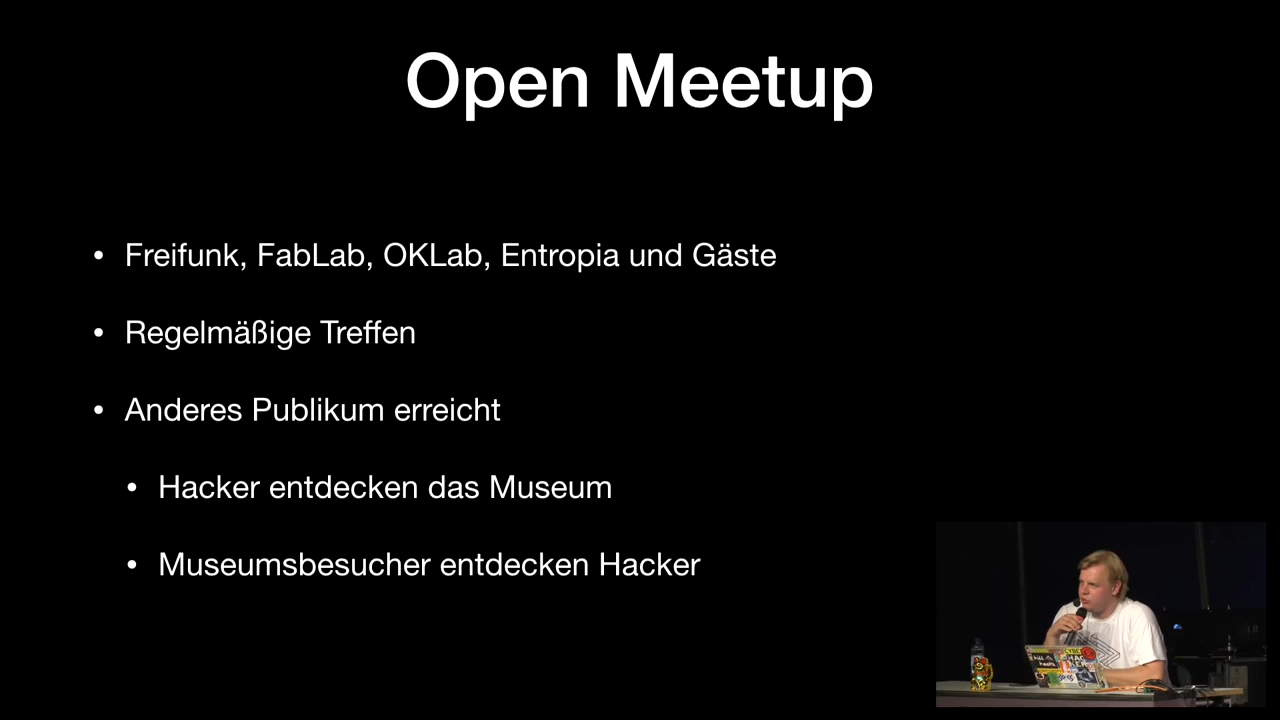 Open Meetup
• Freifunk, FabLab, OKLab, Entropia und Gäste
• Regelmäßige Treffen
• Anderes Publikum erreicht
• Hacker entdecken das Museum
• Museumsbesucher entdecken Hacker